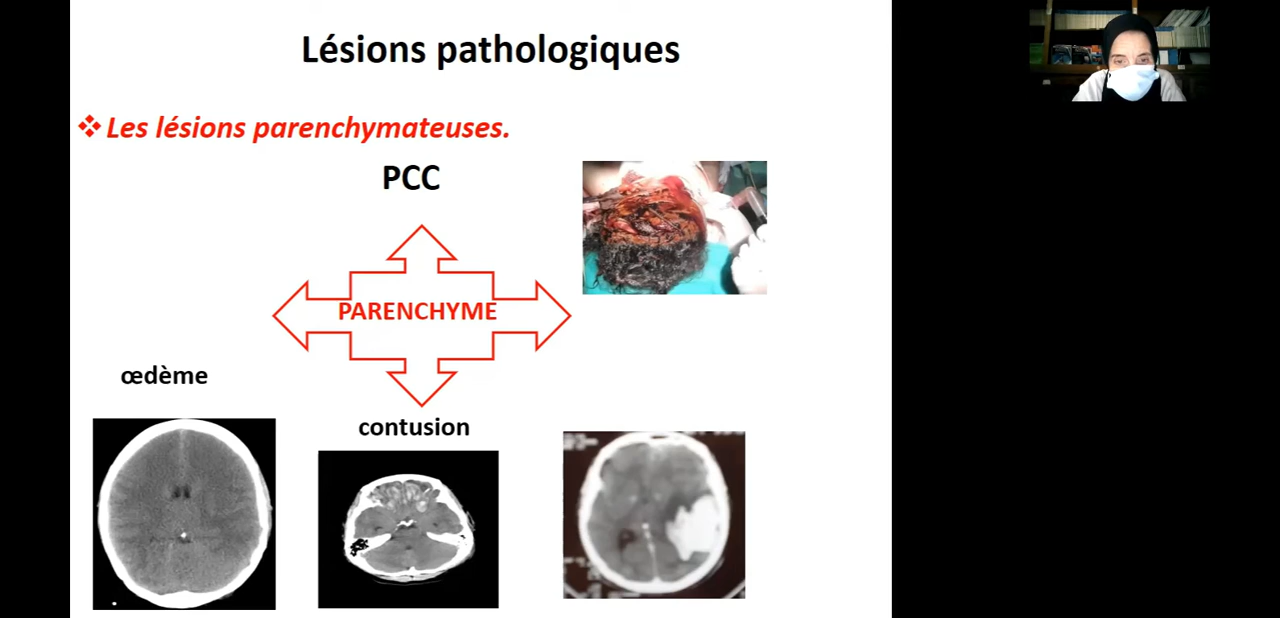 Lésions pathologiques
❖ Les lésions parenchymateuses.
PCC
PARENCHYME
œdème
contusion